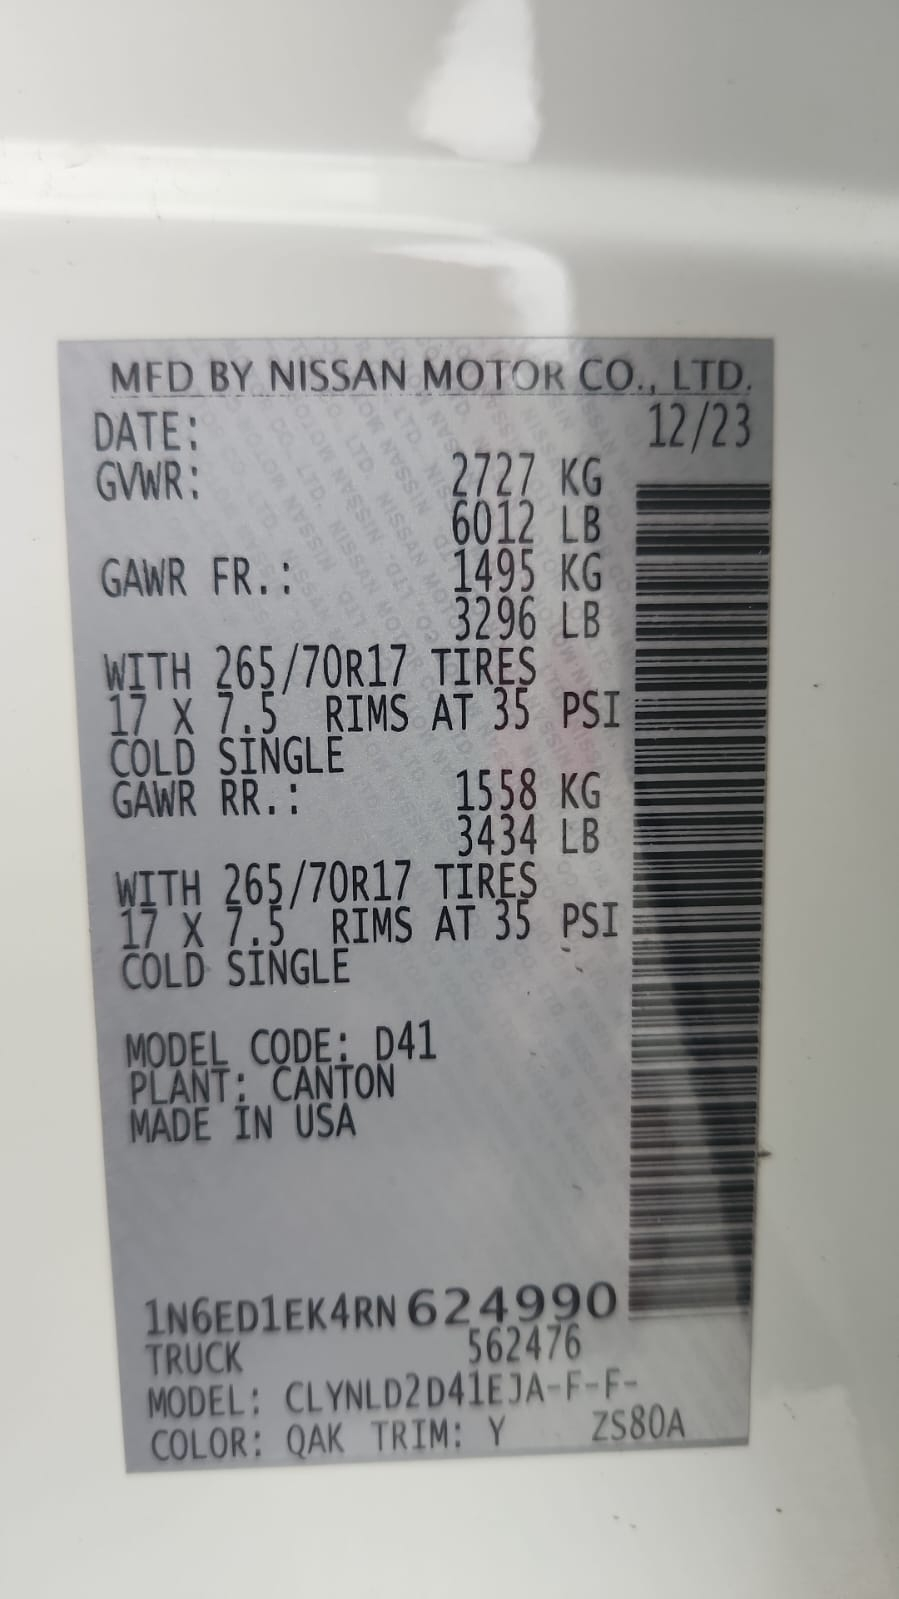 MFD BY NISSAN MOTOR CO., LTD.
DATE: 12/23
GVWR: 2727 KG
6012 LB
GAWR FR.: 1495 KG
3296 LB
WITH 265/70R17 TIRES
17 X 7.5 RIMS AT 35 PSI
COLD SINGLE
GAWR RR.: 1558 KG
3434 LB
WITH 265/70R17 TIRES
17 X 7.5 RIMS AT 35 PSI
COLD SINGLE
MODEL CODE: D41
PLANT: CANTON
MADE IN USA
1N6ED1EK4RN624990
TRUCK 562476
MODEL: CLYNLD2D41EJA-F-F-
COLOR: QAK TRIM: Y ZS80A